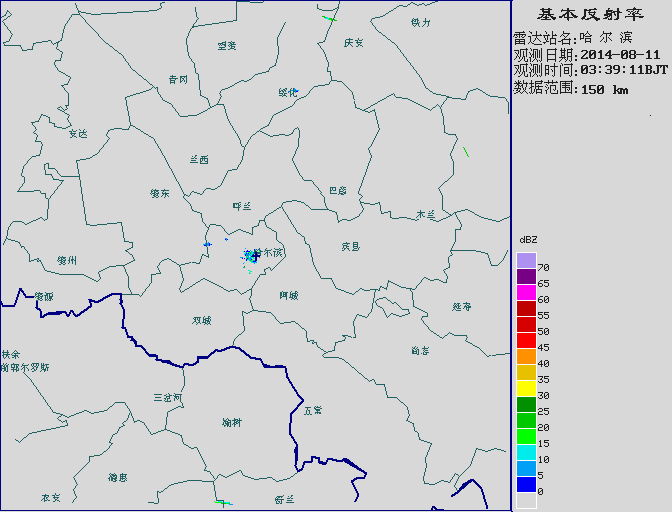 基本反射率
雷达站名:哈 尔 滨
观测日期:2014-08-11
观测时间:03:39:11BJT
数据范围:150 km
铁力
庆安
望奎
青冈
绥化
安达
兰西
肇东
巴彦
呼兰
木兰
哈尔滨
宾县
肇州
肇源
阿城
延寿
双城
尚志
扶余
前郭尔罗斯
三岔河
五常
榆树
德惠
农安
舒兰
dBZ
70
65
60
55
50
45
40
35
30
25
20
15
10
5
0